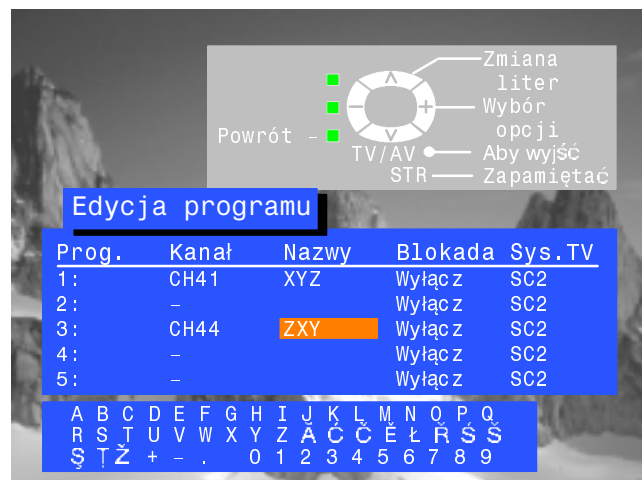 Zmiana
liter
Wybór
opcji
Powrót –
TV/AV Aby wyjść
STR Zapamiętać
Edycja programu
Prog. Kanał Nazwy Blokada Sys.TV
1: CH41 XYZ Wyłącz SC2
2: – Wyłącz SC2
3: CH44 ZXY Wyłącz SC2
4: – Wyłącz SC2
5: – Wyłącz SC2
A B C D E F G H I J K L M N O P Q
R S T U V W X Y Z Ă Ć Č Ě Ł Ř Ś Š
Ş Ţ Ž + – . 0 1 2 3 4 5 6 7 8 9